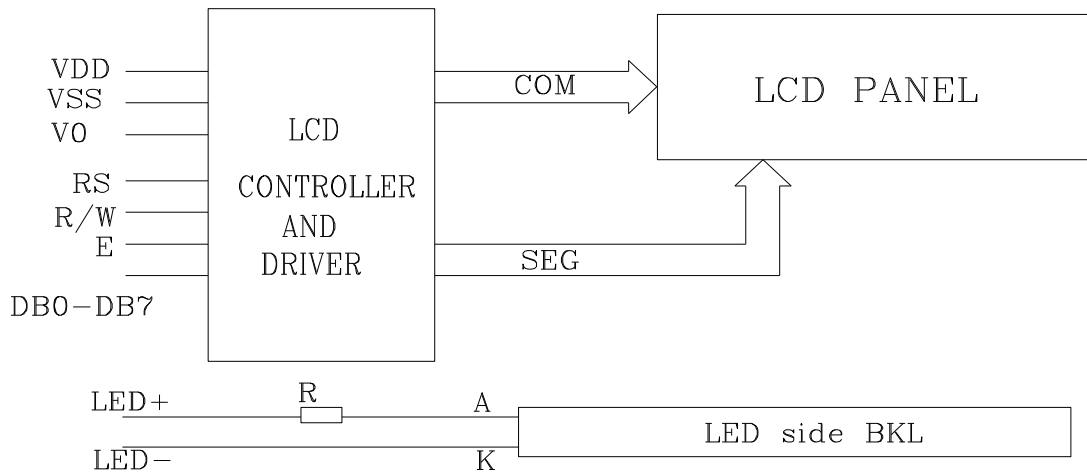 VDD
VSS
V0
RS
R/W
E
DB0-DB7
LCD
CONTROLLER
AND
DRIVER
COM
SEG
LCD PANEL
LED+
R
A
LED-
K
LED side BKL